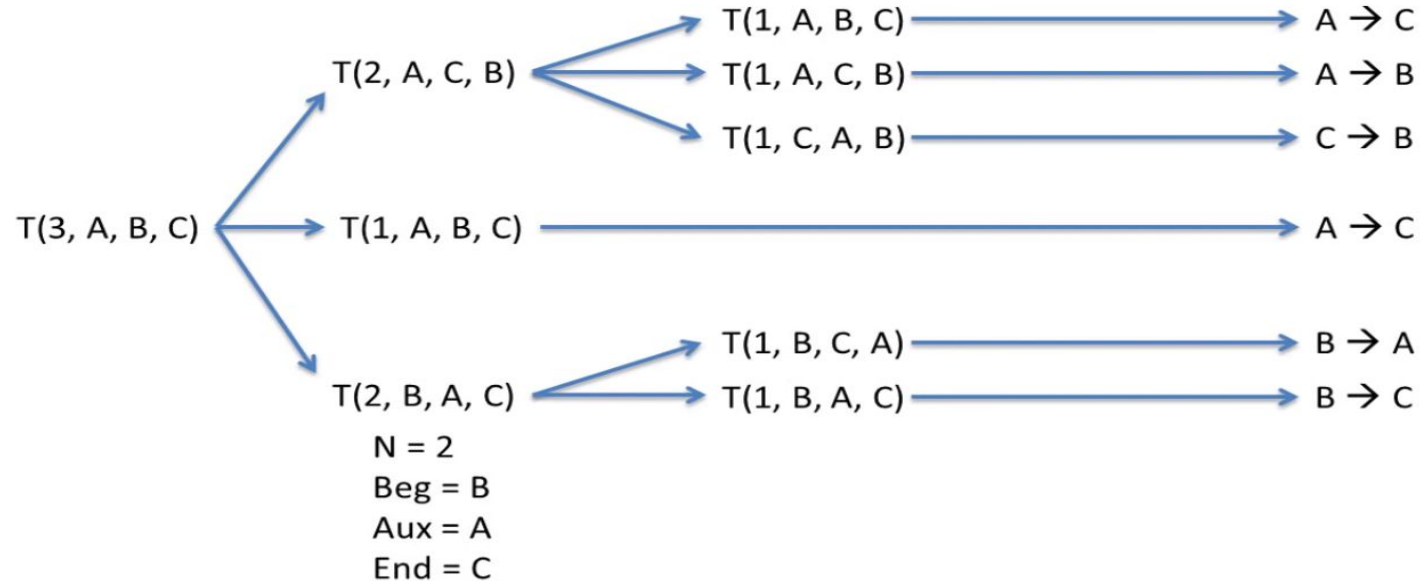 T(1, A, B, C) A → C
T(2, A, C, B) T(1, A, C, B) A → B
T(1, C, A, B) C → B
T(3, A, B, C) T(1, A, B, C) A → C
T(1, B, C, A) B → A
T(2, B, A, C) T(1, B, A, C) B → C
N = 2
Beg = B
Aux = A
End = C